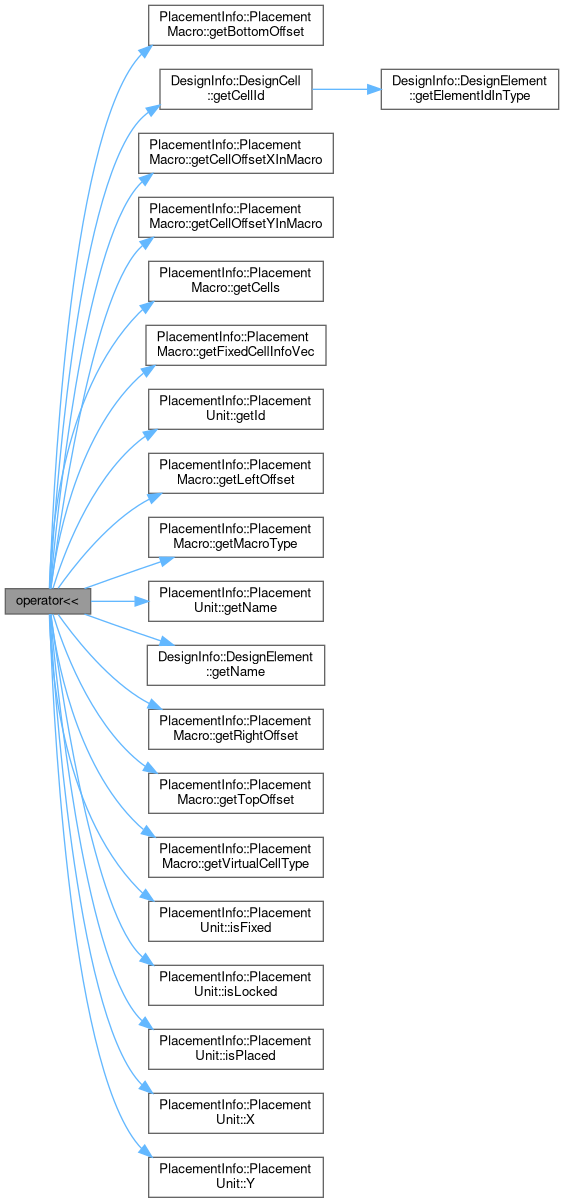 PlacementInfo::Placement
Macro::getBottomOffset
DesignInfo::DesignCell
::getCellId
DesignInfo::DesignElement
::getElementIdInType
PlacementInfo::Placement
Macro::getCellOffsetXInMacro
PlacementInfo::Placement
Macro::getCellOffsetYInMacro
PlacementInfo::Placement
Macro::getCells
PlacementInfo::Placement
Macro::getFixedCellInfoVec
PlacementInfo::Placement
Unit::getId
PlacementInfo::Placement
Macro::getLeftOffset
PlacementInfo::Placement
Macro::getMacroType
operator<<
PlacementInfo::Placement
Unit::getName
DesignInfo::DesignElement
::getName
PlacementInfo::Placement
Macro::getRightOffset
PlacementInfo::Placement
Macro::getTopOffset
PlacementInfo::Placement
Macro::getVirtualCellType
PlacementInfo::Placement
Unit::isFixed
PlacementInfo::Placement
Unit::isLocked
PlacementInfo::Placement
Unit::isPlaced
PlacementInfo::Placement
Unit::X
PlacementInfo::Placement
Unit::Y